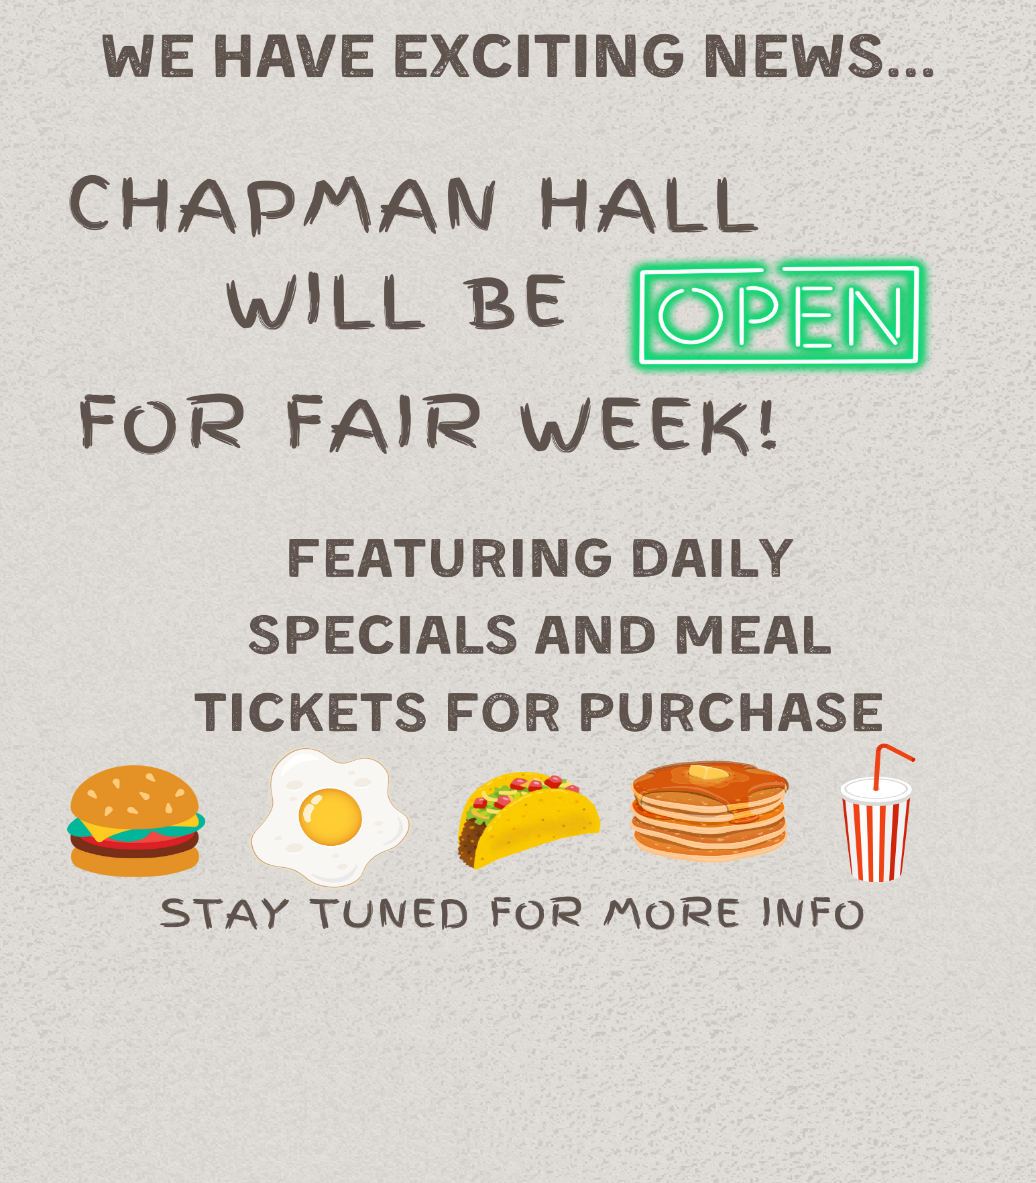 WE HAVE EXCITING NEWS...
CHAPMAN HALL
WILL BE OPEN
FOR FAIR WEEK!
FEATURING DAILY
SPECIALS AND MEAL
TICKETS FOR PURCHASE
STAY TUNED FOR MORE INFO